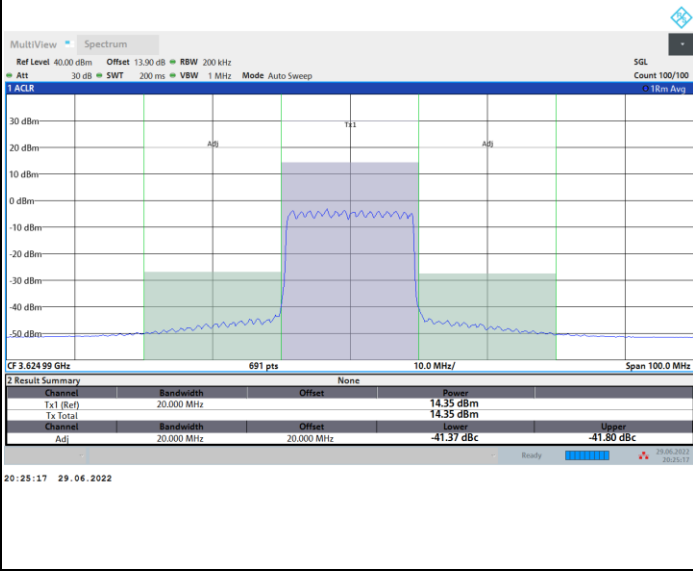 MultiView Spectrum
Ref Level 40.00 dBm Offset 13.90 dB RBW 200 kHz SGL
Att 30 dB SWT 200 ms VBW 1 MHz Mode Auto Sweep Count 100/100
1 ACLR 1Rm Avg
30 dBm
Tx1
20 dBm Adj Adj
10 dBm
0 dBm
-10 dBm
-20 dBm
-30 dBm
-40 dBm
-50 dBm
CF 3.624 99 GHz 691 pts 10.0 MHz/ Span 100.0 MHz
2 Result Summary None
Channel Bandwidth Offset Power
Tx1 (Ref) 20.000 MHz 14.35 dBm
Tx Total 14.35 dBm
Channel Bandwidth Offset Lower Upper
Adj 20.000 MHz 20.000 MHz -41.37 dBc -41.80 dBc
Ready 29.06.2022
20:25:17
20:25:17 29.06.2022